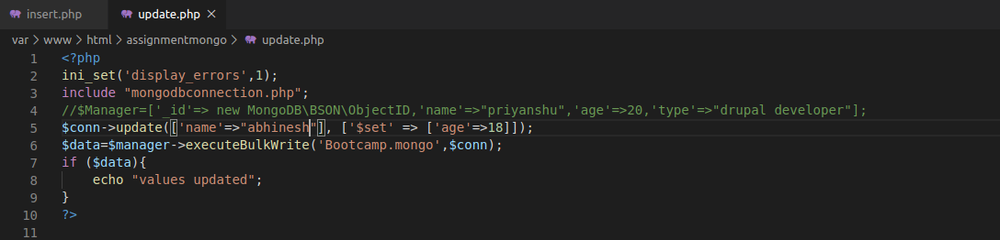 insert.php update.php ×
var > www > html > assignmentmongo > update.php
1 <?php
2 ini_set('display_errors',1);
3 include "mongodbconnection.php";
4 //$Manager=['_id'=> new MongoDB\BSON\ObjectID,'name'=>"priyanshu",'age'=>20,'type'=>"drupal developer"];
5 $conn->update(['name'=>"abhinesh"], ['$set' => ['age'=>18]]);
6 $data=$manager->executeBulkWrite('Bootcamp.mongo',$conn);
7 if ($data){
8     echo "values updated";
9 }
10 ?>
11